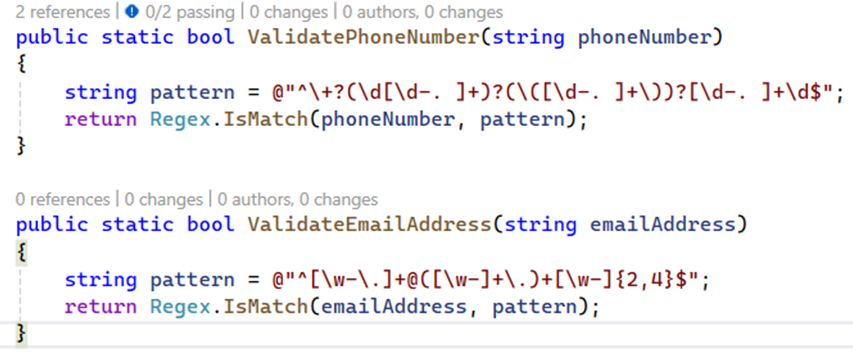 2 references | 0/2 passing | 0 changes | 0 authors, 0 changes
public static bool ValidatePhoneNumber(string phoneNumber)
{
    string pattern = @"^\+?(\d[\d-. ]+)?(\([\d-. ]+\))?[\d-. ]+\d$";
    return Regex.IsMatch(phoneNumber, pattern);
}
0 references | 0 changes | 0 authors, 0 changes
public static bool ValidateEmailAddress(string emailAddress)
{
    string pattern = @"^[\w-\.]+@([\w-]+\.)+[\w-]{2,4}$";
    return Regex.IsMatch(emailAddress, pattern);
}